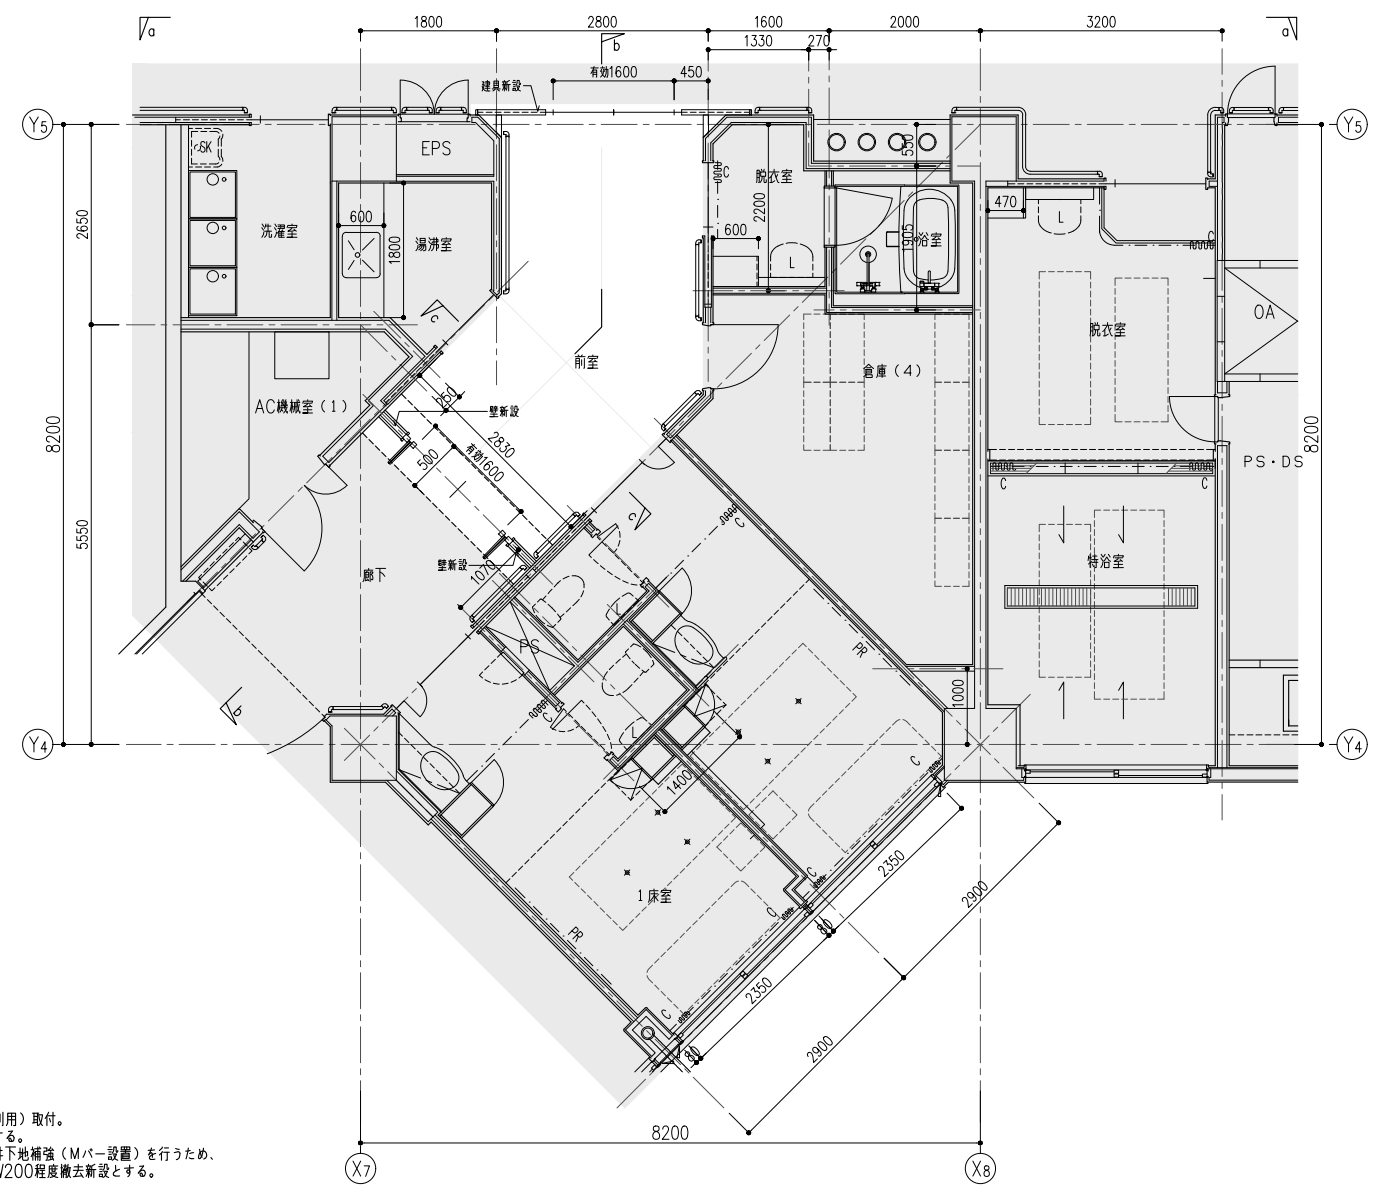 1800
2800
1600
2000
3200
a
b
a
1330
270
有効1600
450
建具新設
Y5
Y5
SK
EPS
洗濯室
湯沸室
600
1800
脱衣室
C
2200
600
L
550
1905
浴室
470
L
C
脱衣室
OA
2650
8200
5550
8200
前室
c
AC機械室（1）
倉庫（4）
壁新設
260
2830
有効1600
500
壁新設
1070
廊下
c
C
PS・DS
C
C
特浴室
PS
L
PR
C
L
1000
b
Y4
Y4
1400
C
1床室
C
C
PR
C
2350
2900
80
2350
2900
80
8200
X7
X8
用）取付。
する。
下地補強（Mバー設置）を行うため、
W200程度撤去新設とする。